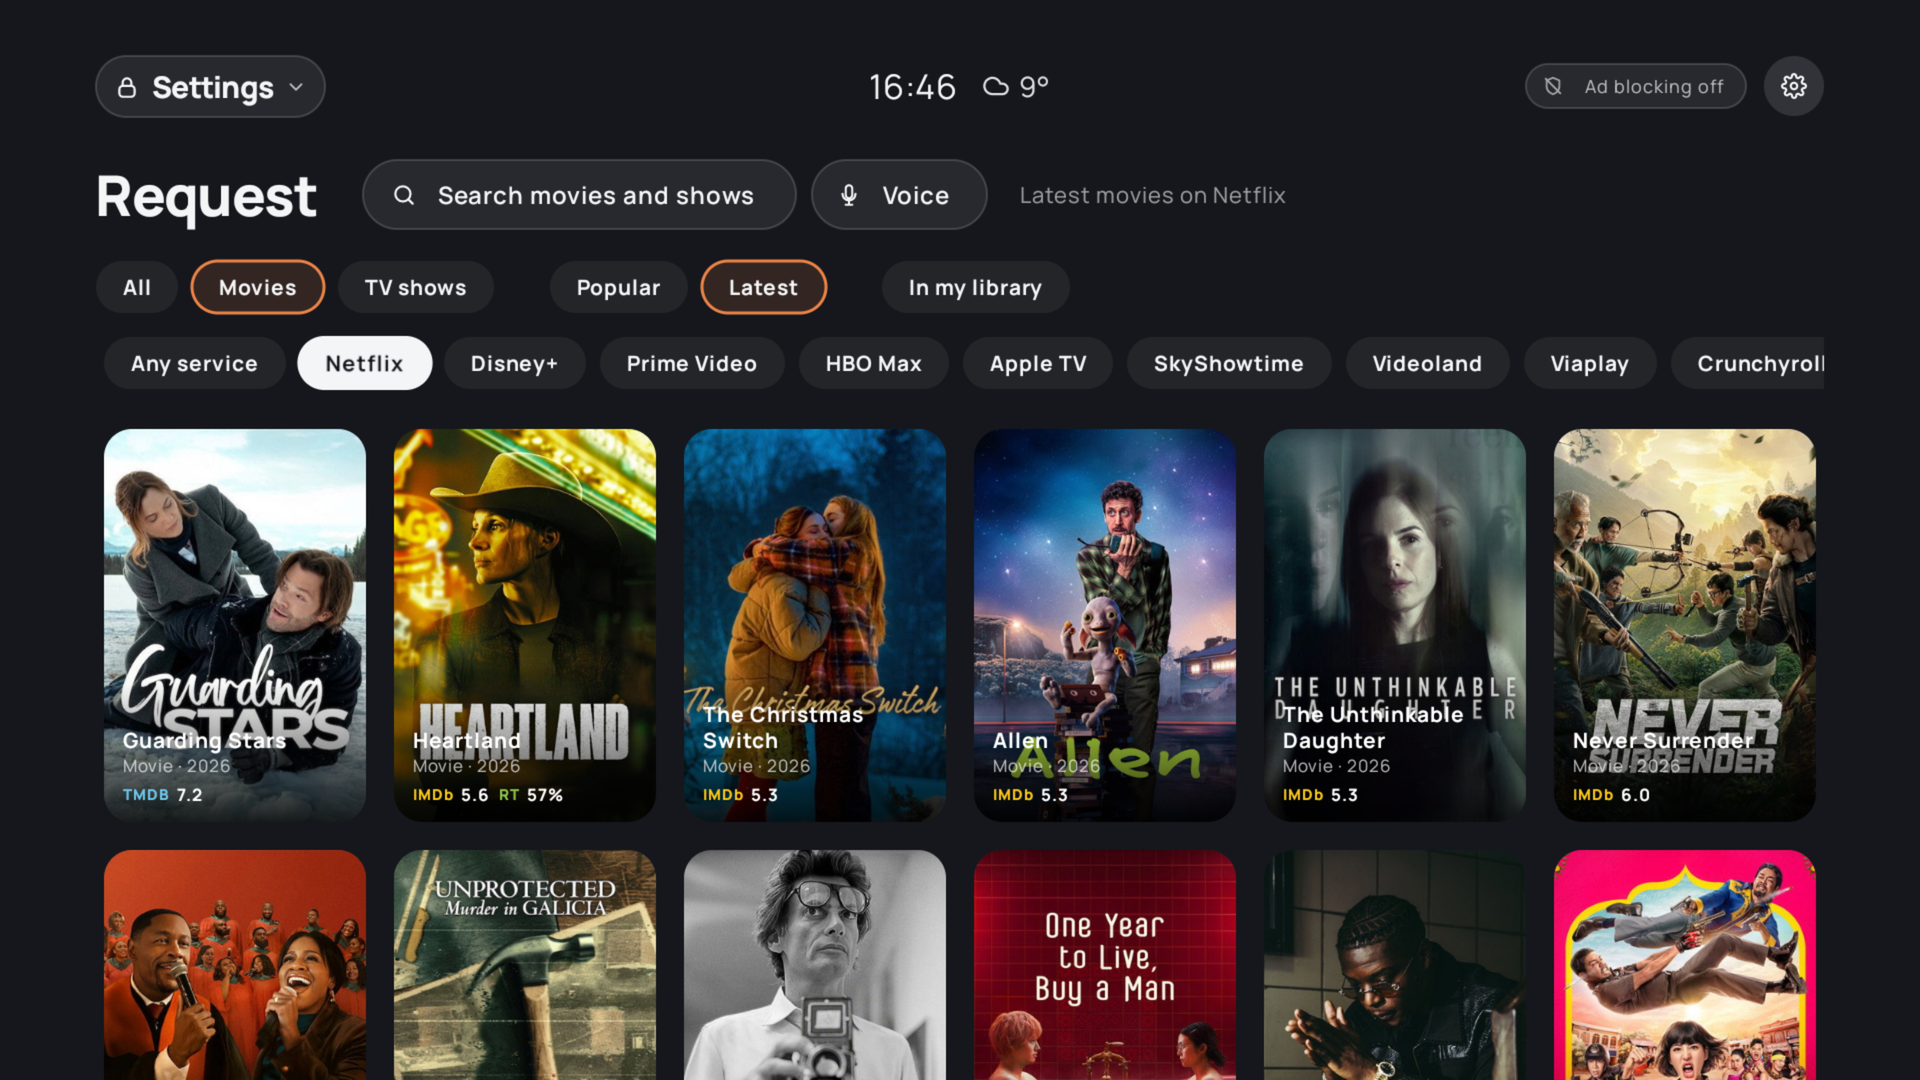 Settings
16:46
9°
Ad blocking off
Request
Search movies and shows
Voice
Latest movies on Netflix
All
Movies
TV shows
Popular
Latest
In my library
Any service
Netflix
Disney+
Prime Video
HBO Max
Apple TV
SkyShowtime
Videoland
Viaplay
Crunchyroll
Guarding
STARS
Guarding Stars
Movie · 2026
TMDB 7.2
HEARTLAND
Heartland
Movie · 2026
IMDb 5.6 RT 57%
The Christmas Switch
The Christmas
Switch
Movie · 2026
IMDb 5.3
Allen
Allen
Movie · 2026
IMDb 5.3
THE UNTHINKABLE
DAUGHTER
The Unthinkable
Daughter
Movie · 2026
IMDb 5.3
NEVER
SURRENDER
Never Surrender
Movie · 2026
IMDb 6.0
UNPROTECTED
Murder in GALICIA
One Year
to Live,
Buy a Man